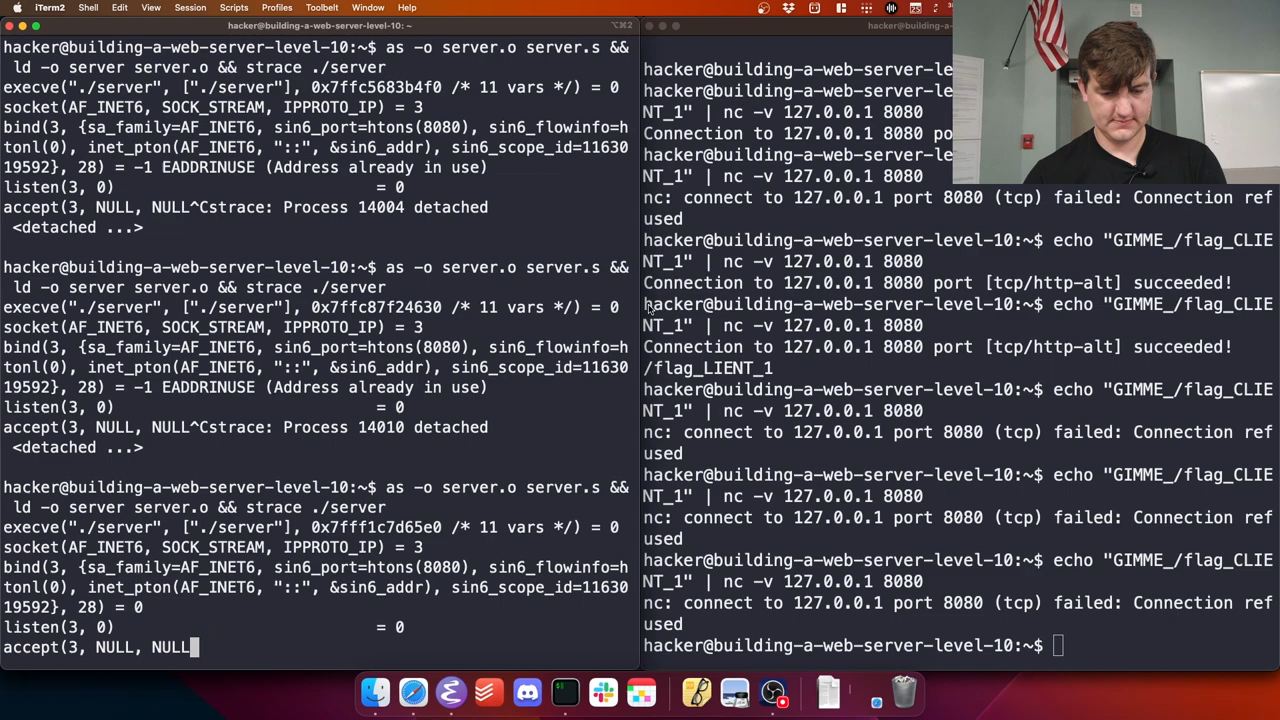 iTerm2 Shell Edit View Session Scripts Profiles Toolbelt Window Help
hacker@building-a-web-server-level-10: ~
⌥⌘2
hacker@building-a-web-server-level-10:~$ as -o server.o server.s &&
ld -o server server.o && strace ./server
execve("./server", ["./server"], 0x7ffc5683b4f0 /* 11 vars */) = 0
socket(AF_INET6, SOCK_STREAM, IPPROTO_IP) = 3
bind(3, {sa_family=AF_INET6, sin6_port=htons(8080), sin6_flowinfo=h
tonl(0), inet_pton(AF_INET6, "::", &sin6_addr), sin6_scope_id=11630
19592}, 28) = -1 EADDRINUSE (Address already in use)
listen(3, 0) = 0
accept(3, NULL, NULL^Cstrace: Process 14004 detached
<detached ...>
hacker@building-a-web-server-level-10:~$ as -o server.o server.s &&
ld -o server server.o && strace ./server
execve("./server", ["./server"], 0x7ffc87f24630 /* 11 vars */) = 0
socket(AF_INET6, SOCK_STREAM, IPPROTO_IP) = 3
bind(3, {sa_family=AF_INET6, sin6_port=htons(8080), sin6_flowinfo=h
tonl(0), inet_pton(AF_INET6, "::", &sin6_addr), sin6_scope_id=11630
19592}, 28) = -1 EADDRINUSE (Address already in use)
listen(3, 0) = 0
accept(3, NULL, NULL^Cstrace: Process 14010 detached
<detached ...>
hacker@building-a-web-server-level-10:~$ as -o server.o server.s &&
ld -o server server.o && strace ./server
execve("./server", ["./server"], 0x7fff1c7d65e0 /* 11 vars */) = 0
socket(AF_INET6, SOCK_STREAM, IPPROTO_IP) = 3
bind(3, {sa_family=AF_INET6, sin6_port=htons(8080), sin6_flowinfo=h
tonl(0), inet_pton(AF_INET6, "::", &sin6_addr), sin6_scope_id=11630
19592}, 28) = 0
listen(3, 0) = 0
accept(3, NULL, NULL
hacker@building-a
hacker@building-a-web-server-le
hacker@building-a-web-server-le
NT_1" | nc -v 127.0.0.1 8080
Connection to 127.0.0.1 8080 po
hacker@building-a-web-server-le
NT_1" | nc -v 127.0.0.1 8080
nc: connect to 127.0.0.1 port 8080 (tcp) failed: Connection ref
used
hacker@building-a-web-server-level-10:~$ echo "GIMME_/flag_CLIE
NT_1" | nc -v 127.0.0.1 8080
Connection to 127.0.0.1 8080 port [tcp/http-alt] succeeded!
hacker@building-a-web-server-level-10:~$ echo "GIMME_/flag_CLIE
NT_1" | nc -v 127.0.0.1 8080
Connection to 127.0.0.1 8080 port [tcp/http-alt] succeeded!
/flag_LIENT_1
hacker@building-a-web-server-level-10:~$ echo "GIMME_/flag_CLIE
NT_1" | nc -v 127.0.0.1 8080
nc: connect to 127.0.0.1 port 8080 (tcp) failed: Connection ref
used
hacker@building-a-web-server-level-10:~$ echo "GIMME_/flag_CLIE
NT_1" | nc -v 127.0.0.1 8080
nc: connect to 127.0.0.1 port 8080 (tcp) failed: Connection ref
used
hacker@building-a-web-server-level-10:~$ echo "GIMME_/flag_CLIE
NT_1" | nc -v 127.0.0.1 8080
nc: connect to 127.0.0.1 port 8080 (tcp) failed: Connection ref
used
hacker@building-a-web-server-level-10:~$